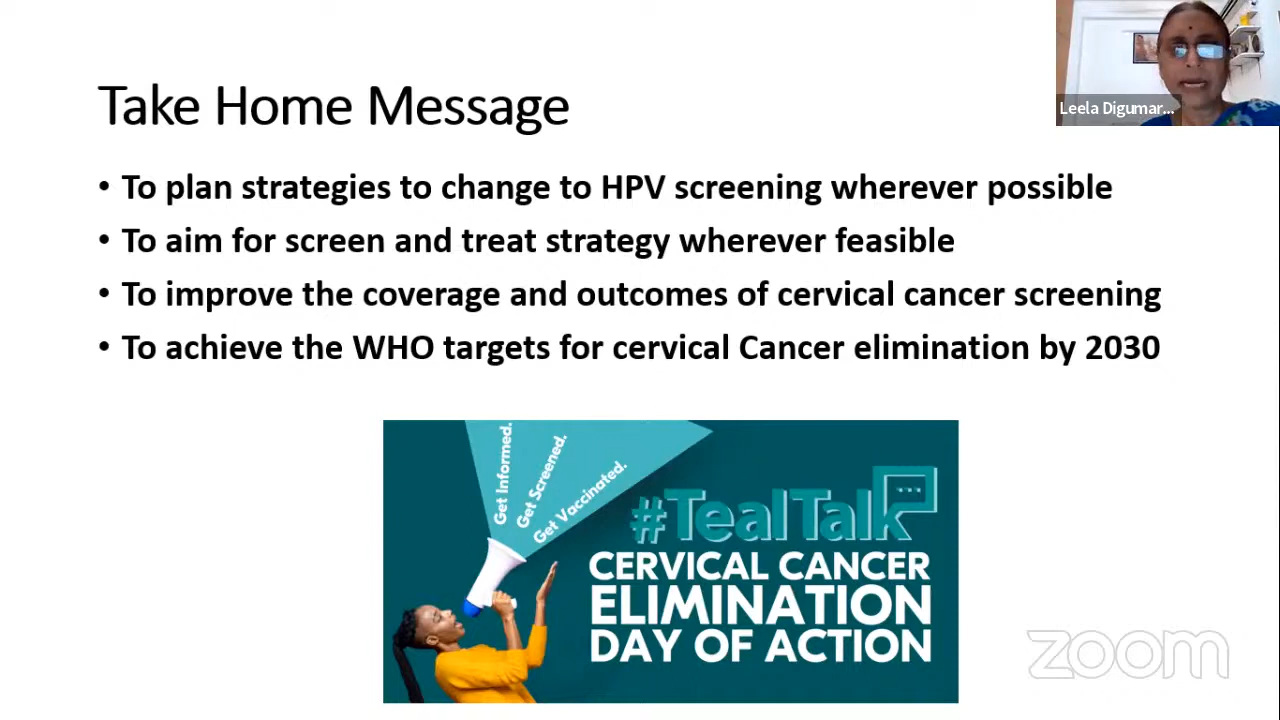 Take Home Message
Leela Digumar...
• To plan strategies to change to HPV screening wherever possible
• To aim for screen and treat strategy wherever feasible
• To improve the coverage and outcomes of cervical cancer screening
• To achieve the WHO targets for cervical Cancer elimination by 2030
Get Informed.
Get Screened.
Get Vaccinated.
#TealTalk
CERVICAL CANCER
ELIMINATION
DAY OF ACTION
zoom